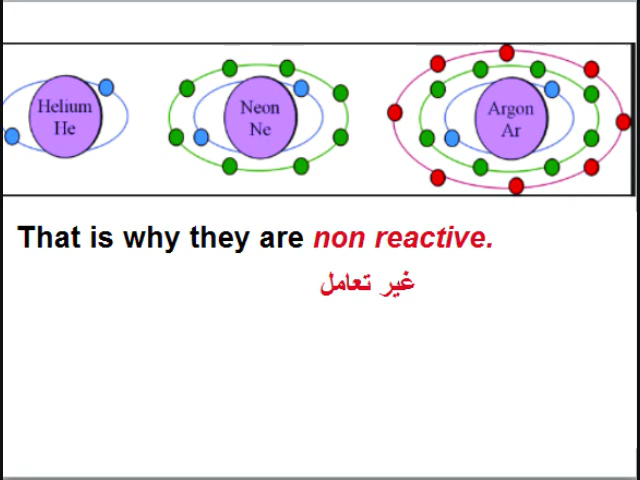 Helium
He
Neon
Ne
Argon
Ar
That is why they are non reactive.
غير تعامل